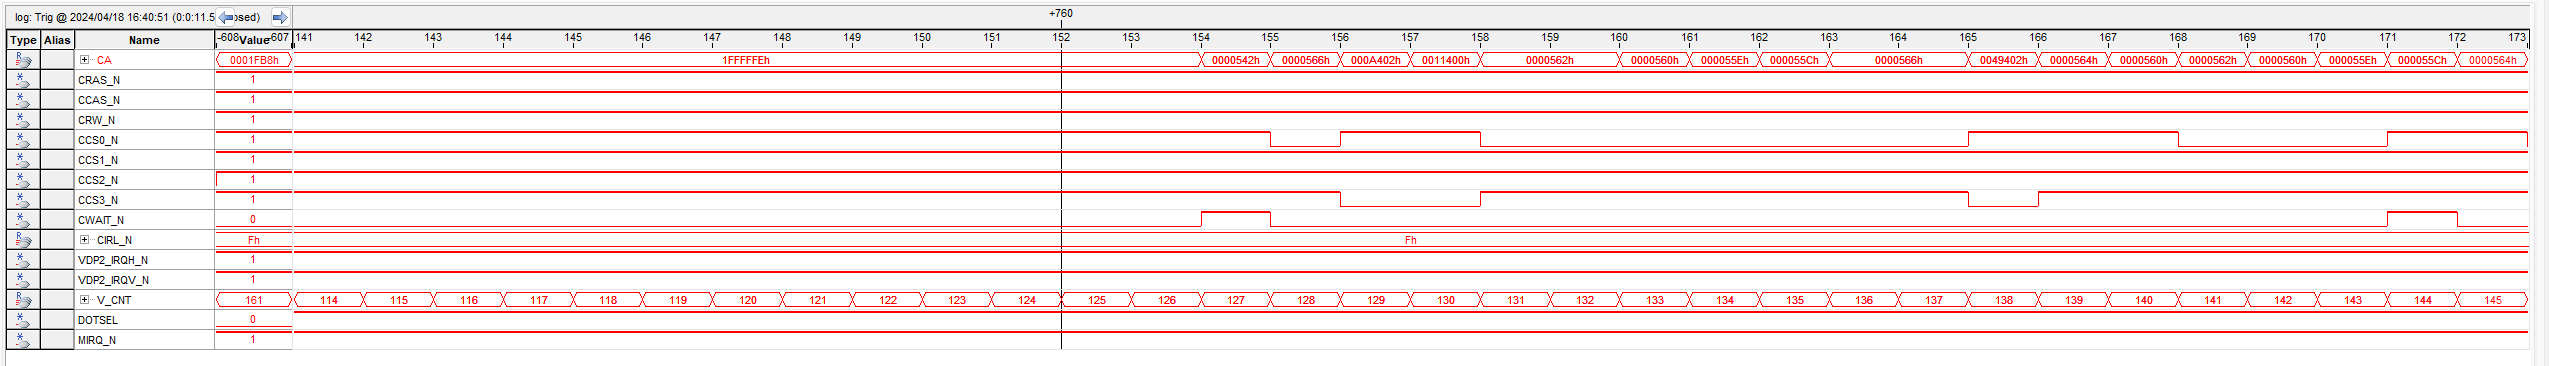 log: Trig @ 2024/04/18 16:40:51 (0:0:11.5 osed)
+760
Type Alias Name -608 Value -607 141 142 143 144 145 146 147 148 149 150 151 152 153 154 155 156 157 158 159 160 161 162 163 164 165 166 167 168 169 170 171 172 173
CA 0001FB8h 1FFFFFEh 0000542h 0000566h 000A402h 0011400h 0000562h 0000560h 000055Eh 000055Ch 0000566h 0049402h 0000564h 0000560h 0000562h 0000560h 000055Eh 000055Ch 0000564h
CRAS_N 1
CCAS_N 1
CRW_N 1
CCS0_N 1
CCS1_N 1
CCS2_N 1
CCS3_N 1
CWAIT_N 0
CIRL_N Fh Fh
VDP2_IRQH_N 1
VDP2_IRQV_N 1
V_CNT 161 114 115 116 117 118 119 120 121 122 123 124 125 126 127 128 129 130 131 132 133 134 135 136 137 138 139 140 141 142 143 144 145
DOTSEL 0
MIRQ_N 1